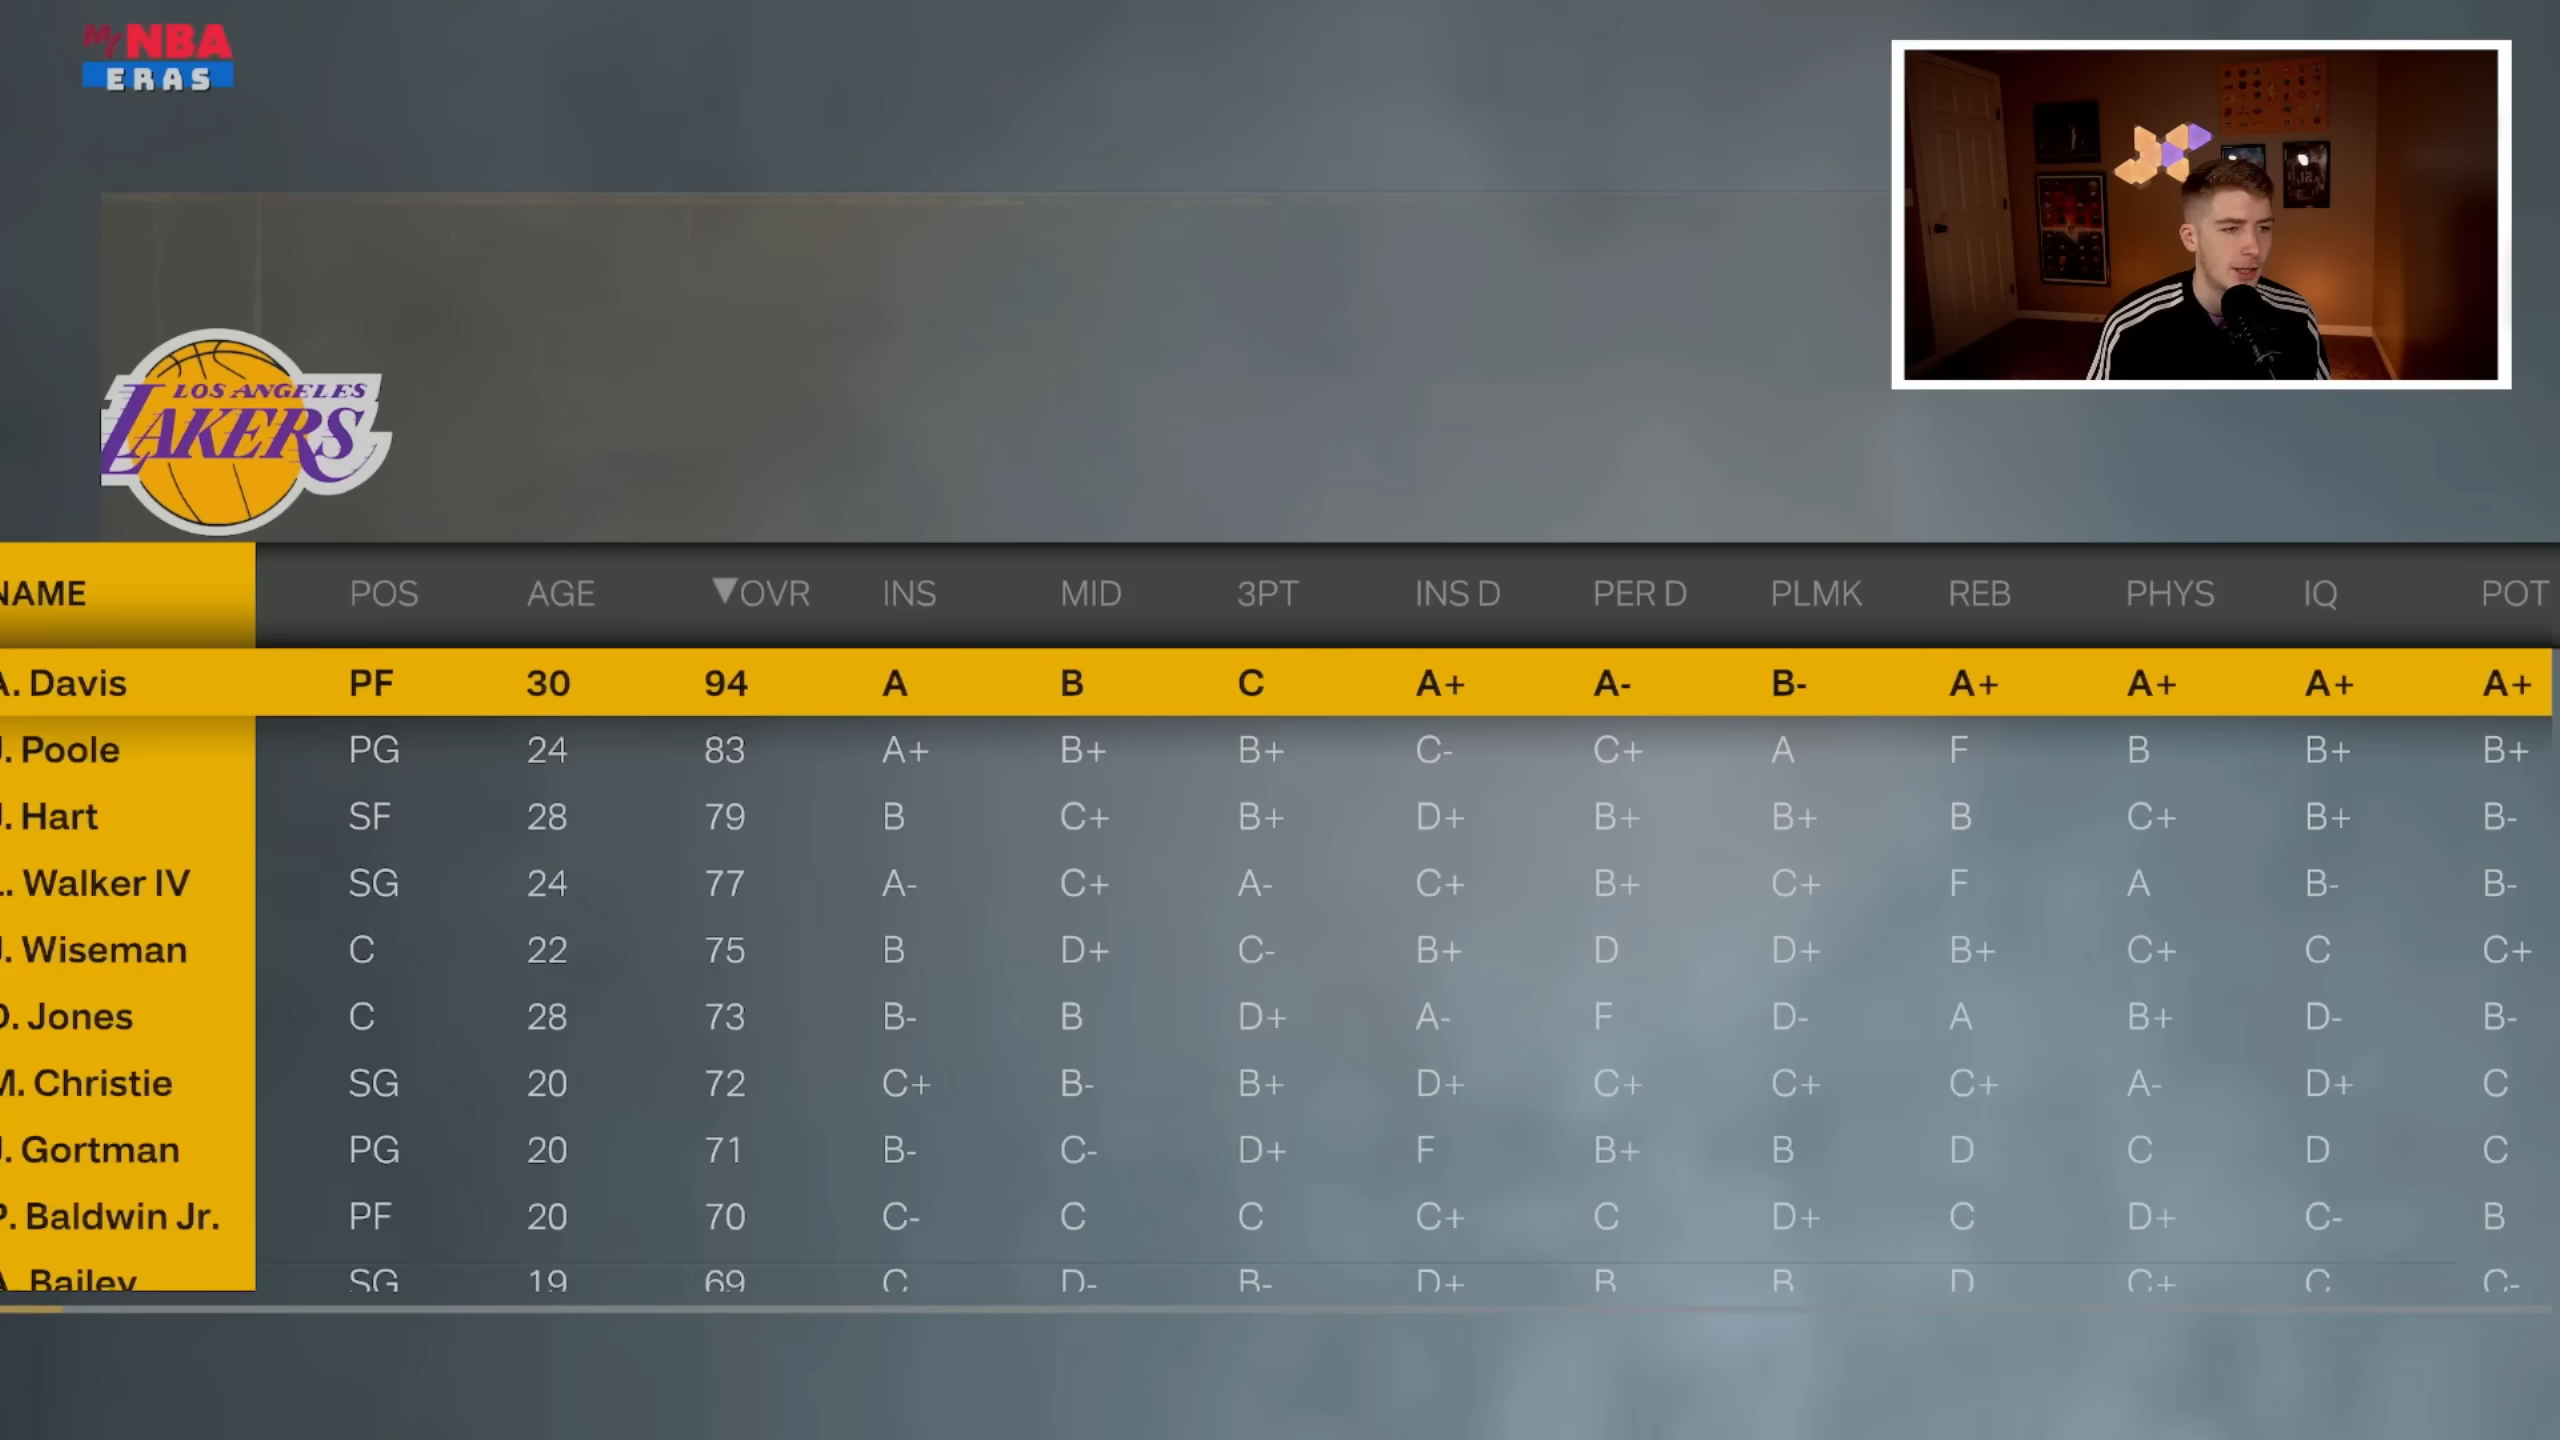 My NBA
ERAS
LOS ANGELES
LAKERS
NAME POS AGE ▼OVR INS MID 3PT INS D PER D PLMK REB PHYS IQ POT
A. Davis PF 30 94 A B C A+ A- B- A+ A+ A+ A+
J. Poole PG 24 83 A+ B+ B+ C- C+ A F B B+ B+
J. Hart SF 28 79 B C+ B+ D+ B+ B+ B C+ B+ B-
L. Walker IV SG 24 77 A- C+ A- C+ B+ C+ F A B- B-
J. Wiseman C 22 75 B D+ C- B+ D D+ B+ C+ C C+
D. Jones C 28 73 B- B D+ A- F D- A B+ D- B-
M. Christie SG 20 72 C+ B- B+ D+ C+ C+ C+ A- D+ C
J. Gortman PG 20 71 B- C- D+ F B+ B D C D C
P. Baldwin Jr. PF 20 70 C- C C C+ C D+ C D+ C- B
A. Bailey SG 19 69 C D- B- D+ B B D C+ C C-